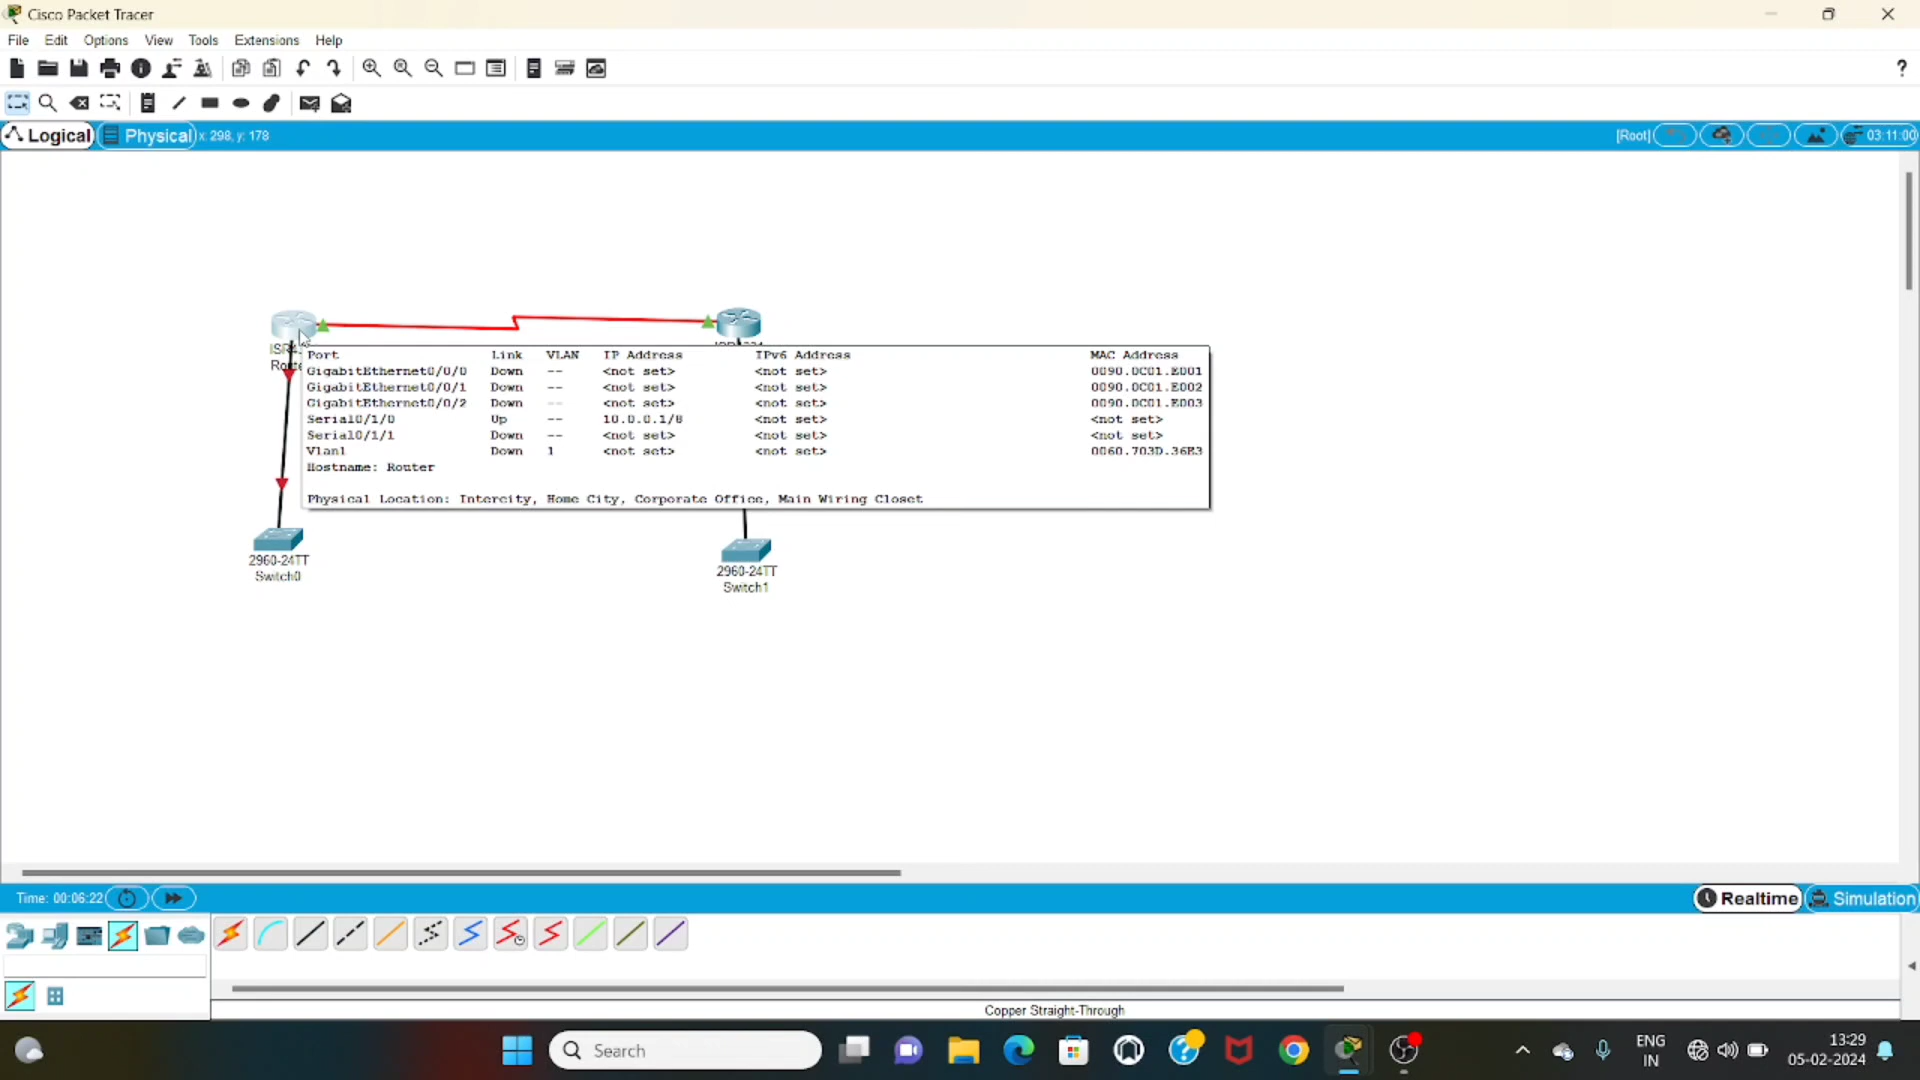 Cisco Packet Tracer
File Edit Options View Tools Extensions Help
?
Logical Physical x: 298, y: 178 [Root] 03:11:00
Port Link VLAN IP Address IPv6 Address MAC Address
GigabitEthernet0/0/0 Down -- <not set> <not set> 0090.0C01.E001
GigabitEthernet0/0/1 Down -- <not set> <not set> 0090.0C01.E002
GigabitEthernet0/0/2 Down -- <not set> <not set> 0090.0C01.E003
Serial0/1/0 Up -- 10.0.0.1/8 <not set> <not set>
Serial0/1/1 Down -- <not set> <not set> <not set>
Vlan1 Down 1 <not set> <not set> 0060.703D.36E3
Hostname: Router
Physical Location: Intercity, Home City, Corporate Office, Main Wiring Closet
2960-24TT
Switch0
2960-24TT
Switch1
Time: 00:06:22 Realtime Simulation
Copper Straight-Through
Search
ENG
IN
13:29
05-02-2024